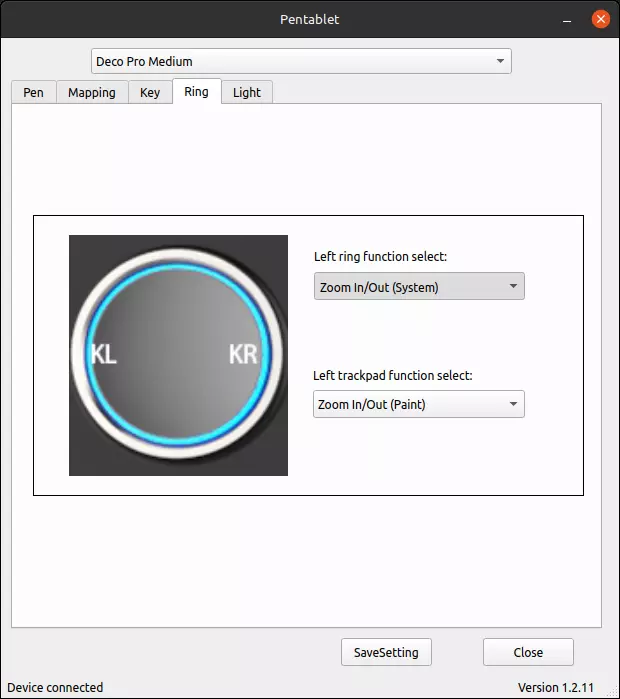 Pentablet
Deco Pro Medium
Pen Mapping Key Ring Light
Left ring function select:
Zoom In/Out (System)
KL KR
Left trackpad function select:
Zoom In/Out (Paint)
SaveSetting Close
Device connected Version 1.2.11